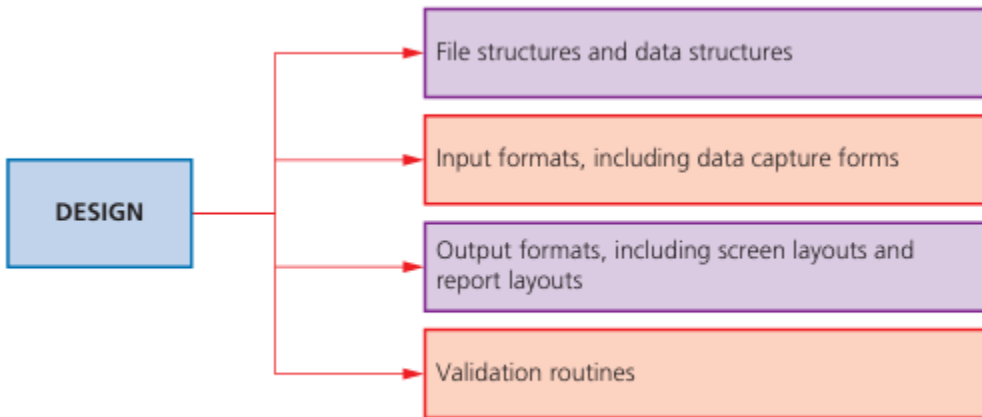 DESIGN
File structures and data structures
Input formats, including data capture forms
Output formats, including screen layouts and
report layouts
Validation routines